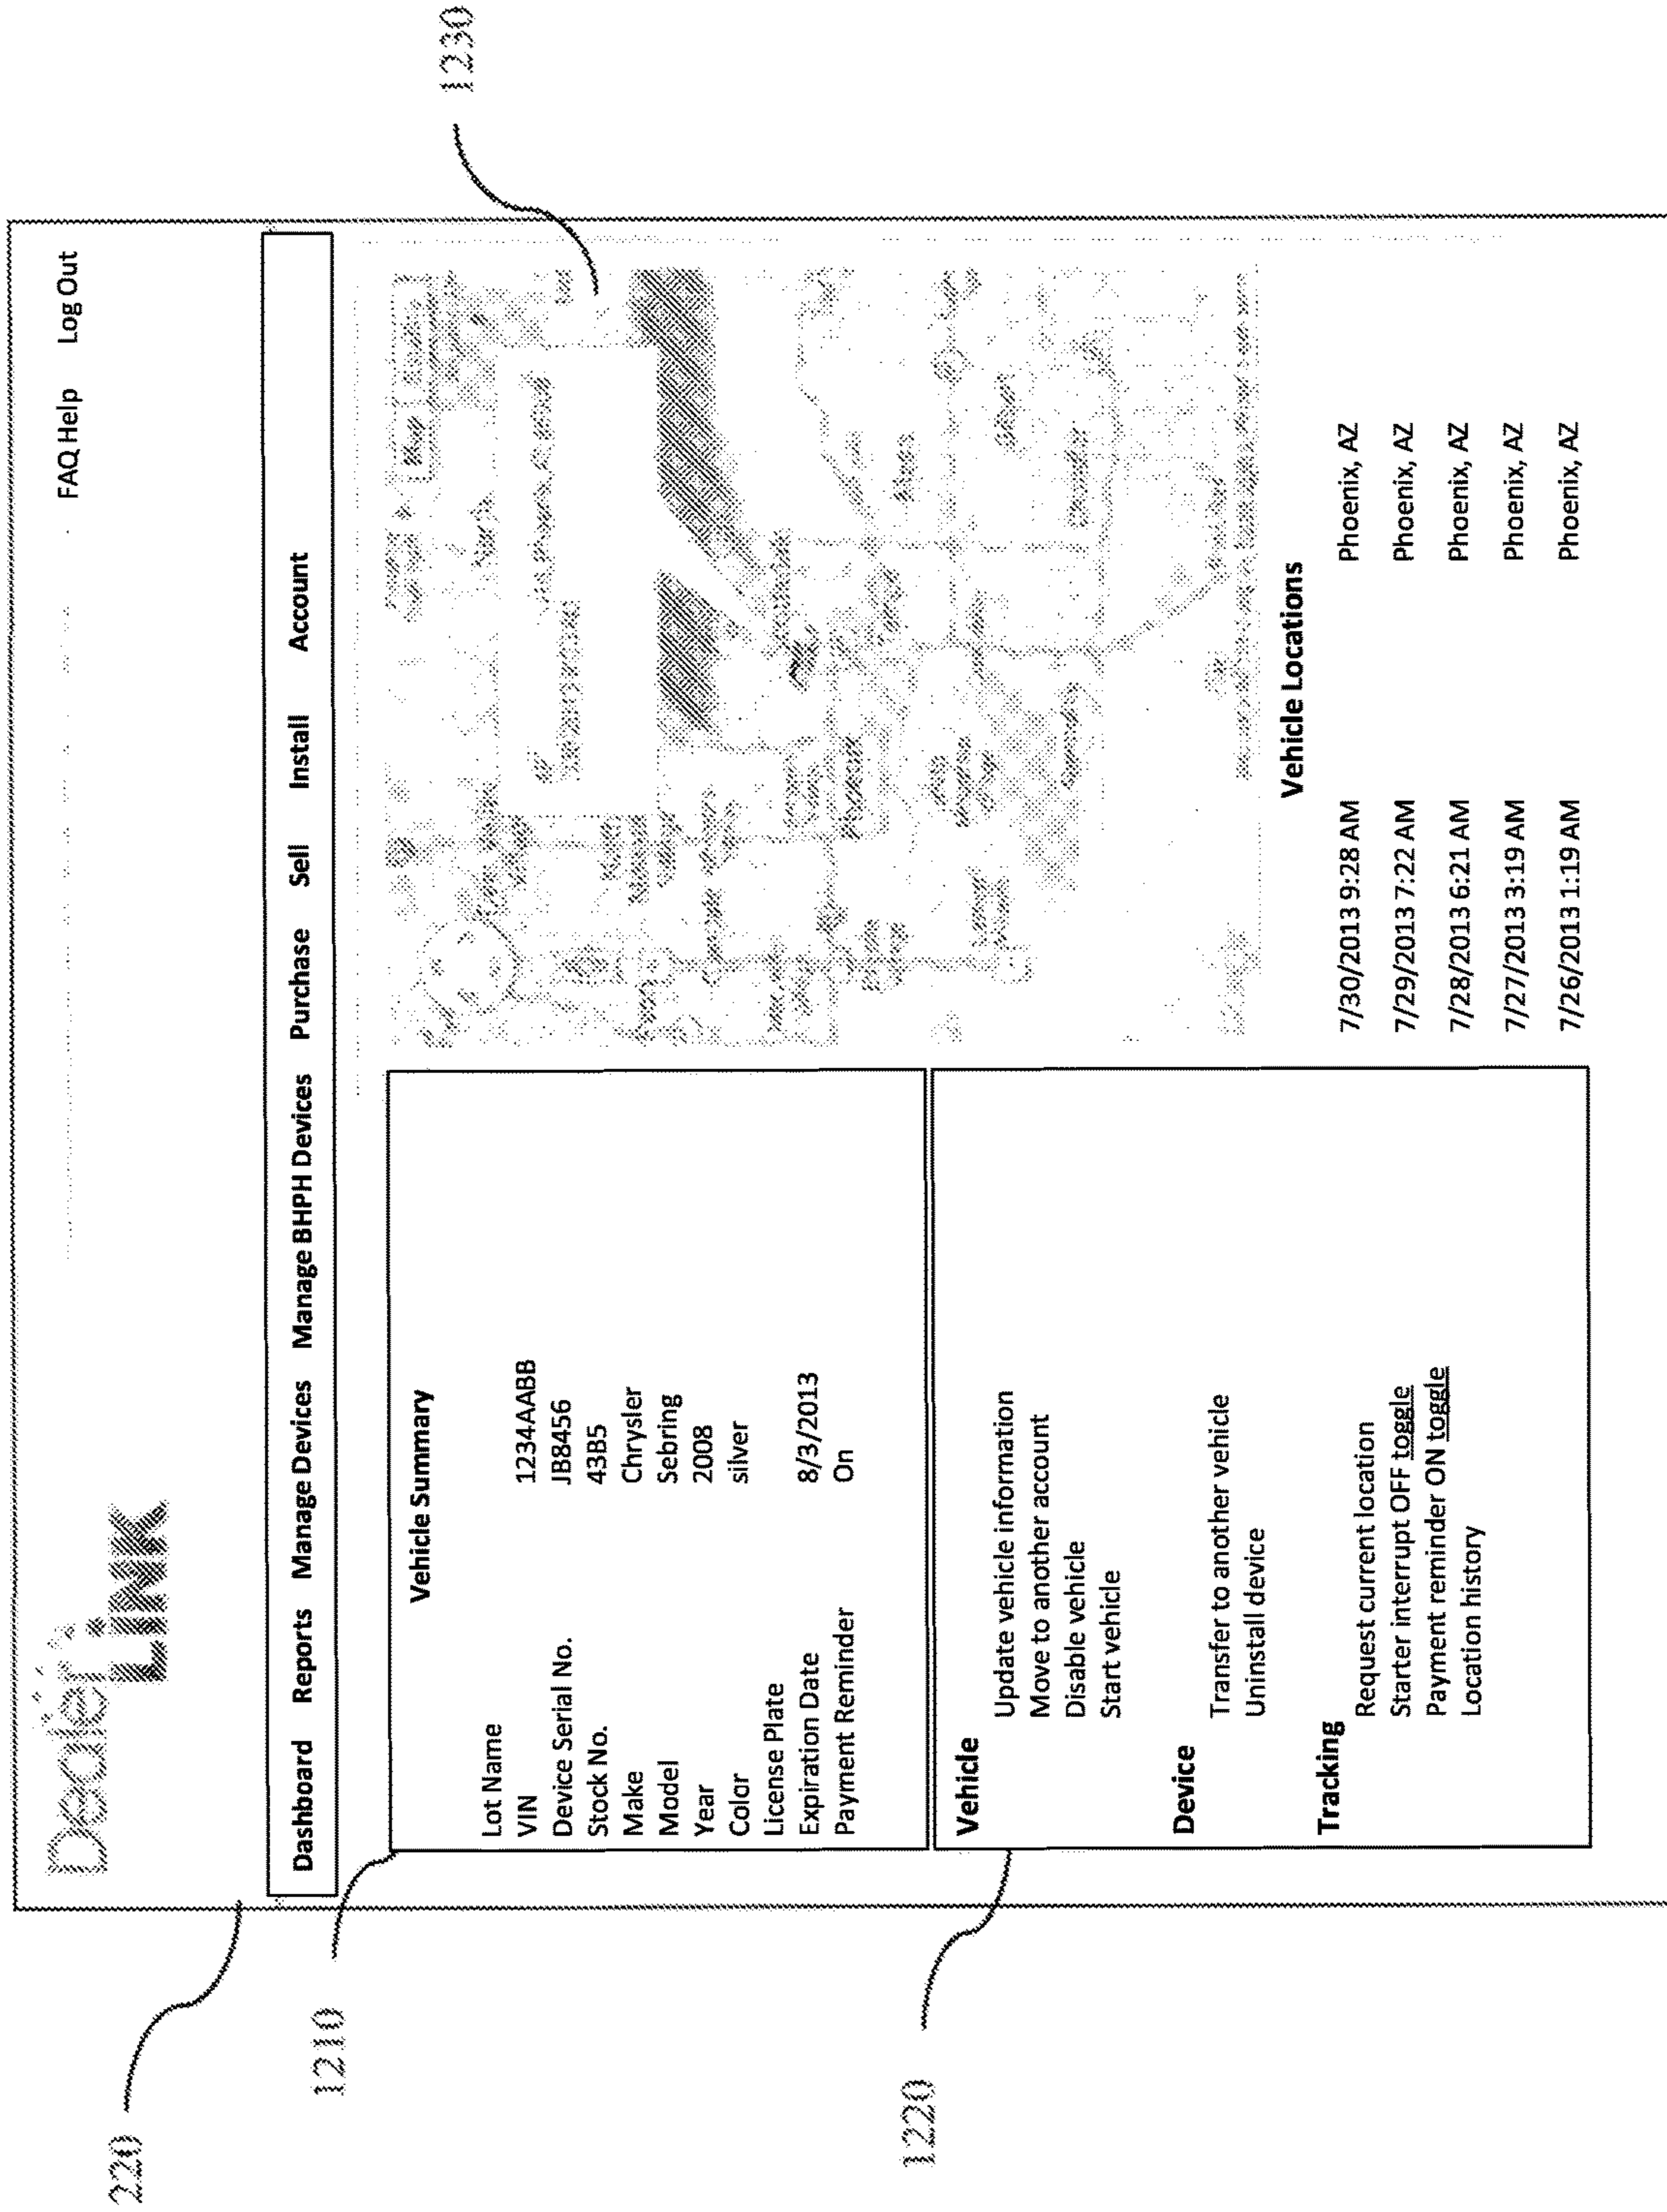 220
Dealer
LINK
FAQ Help Log Out
Dashboard Reports Manage Devices Manage BHPH Devices Purchase Sell Install Account
1210
Vehicle Summary
Lot Name
VIN 1234AABB
Device Serial No. JB8456
Stock No. 43B5
Make Chrysler
Model Sebring
Year 2008
Color silver
License Plate
Expiration Date 8/3/2013
Payment Reminder On
1220
Vehicle
Update vehicle information
Move to another account
Disable vehicle
Start vehicle
Device
Transfer to another vehicle
Uninstall device
Tracking
Request current location
Starter interrupt OFF toggle
Payment reminder ON toggle
Location history
1230
Map
Vehicle Locations
7/30/2013 9:28 AM Phoenix, AZ
7/29/2013 7:22 AM Phoenix, AZ
7/28/2013 6:21 AM Phoenix, AZ
7/27/2013 3:19 AM Phoenix, AZ
7/26/2013 1:19 AM Phoenix, AZ